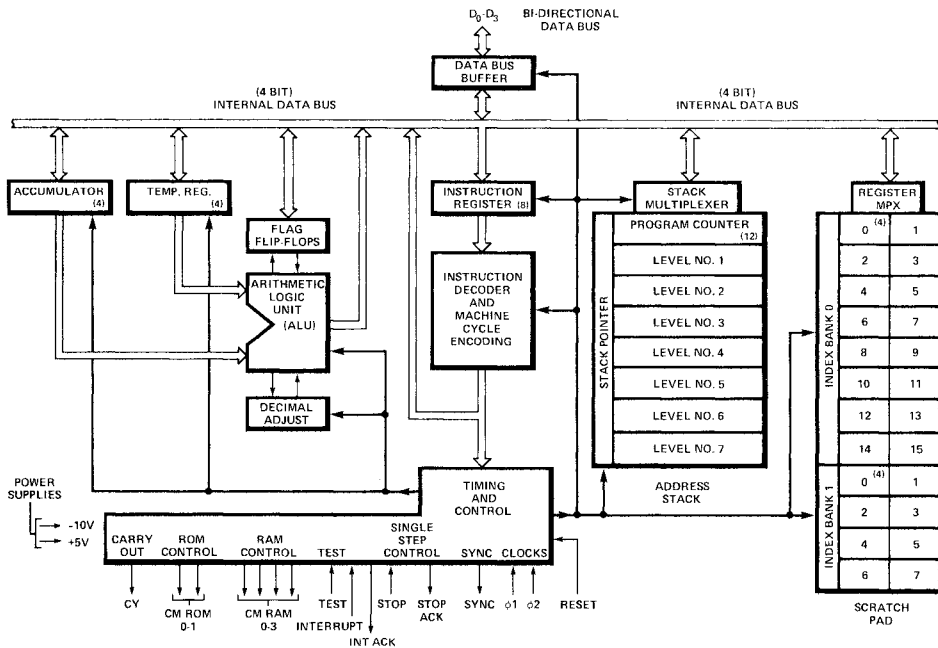 D0-D3
BI-DIRECTIONAL
DATA BUS
DATA BUS
BUFFER
(4 BIT)
INTERNAL DATA BUS
(4 BIT)
INTERNAL DATA BUS
ACCUMULATOR
(4)
TEMP. REG.
(4)
FLAG
FLIP-FLOPS
ARITHMETIC
LOGIC
UNIT
(ALU)
DECIMAL
ADJUST
INSTRUCTION
REGISTER (8)
INSTRUCTION
DECODER
AND
MACHINE
CYCLE
ENCODING
STACK
MULTIPLEXER
PROGRAM COUNTER
(12)
LEVEL NO. 1
LEVEL NO. 2
LEVEL NO. 3
LEVEL NO. 4
LEVEL NO. 5
LEVEL NO. 6
LEVEL NO. 7
STACK POINTER
ADDRESS
STACK
REGISTER
MPX
INDEX BANK 0
0 (4) 1
2 3
4 5
6 7
8 9
10 11
12 13
14 15
INDEX BANK 1
0 (4) 1
2 3
4 5
6 7
SCRATCH
PAD
POWER
SUPPLIES
-10V
+5V
TIMING
AND
CONTROL
CARRY
OUT
ROM
CONTROL
RAM
CONTROL
TEST
SINGLE
STEP
CONTROL
SYNC
CLOCKS
CY
CM ROM
0-1
CM RAM
0-3
TEST
INTERRUPT
INT ACK
STOP
STOP
ACK
SYNC
ϕ1
ϕ2
RESET